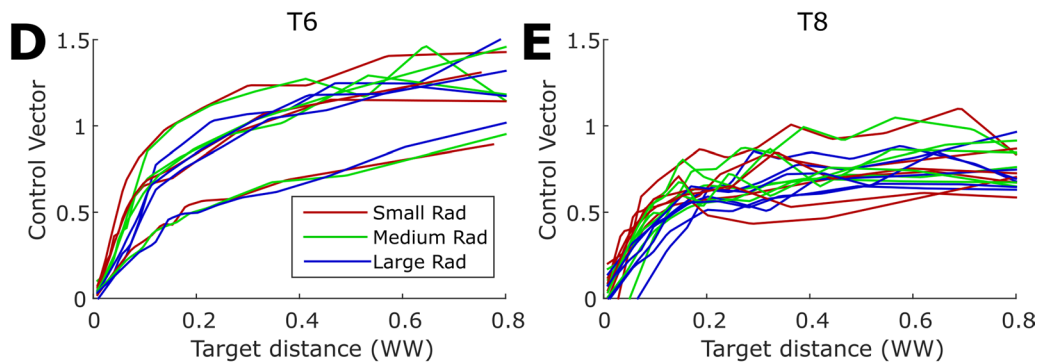 D
T6
Control Vector
1.5
1
0.5
0
0
0.2
0.4
0.6
0.8
Target distance (WW)
Small Rad
Medium Rad
Large Rad
E
T8
Control Vector
1.5
1
0.5
0
0
0.2
0.4
0.6
0.8
Target distance (WW)